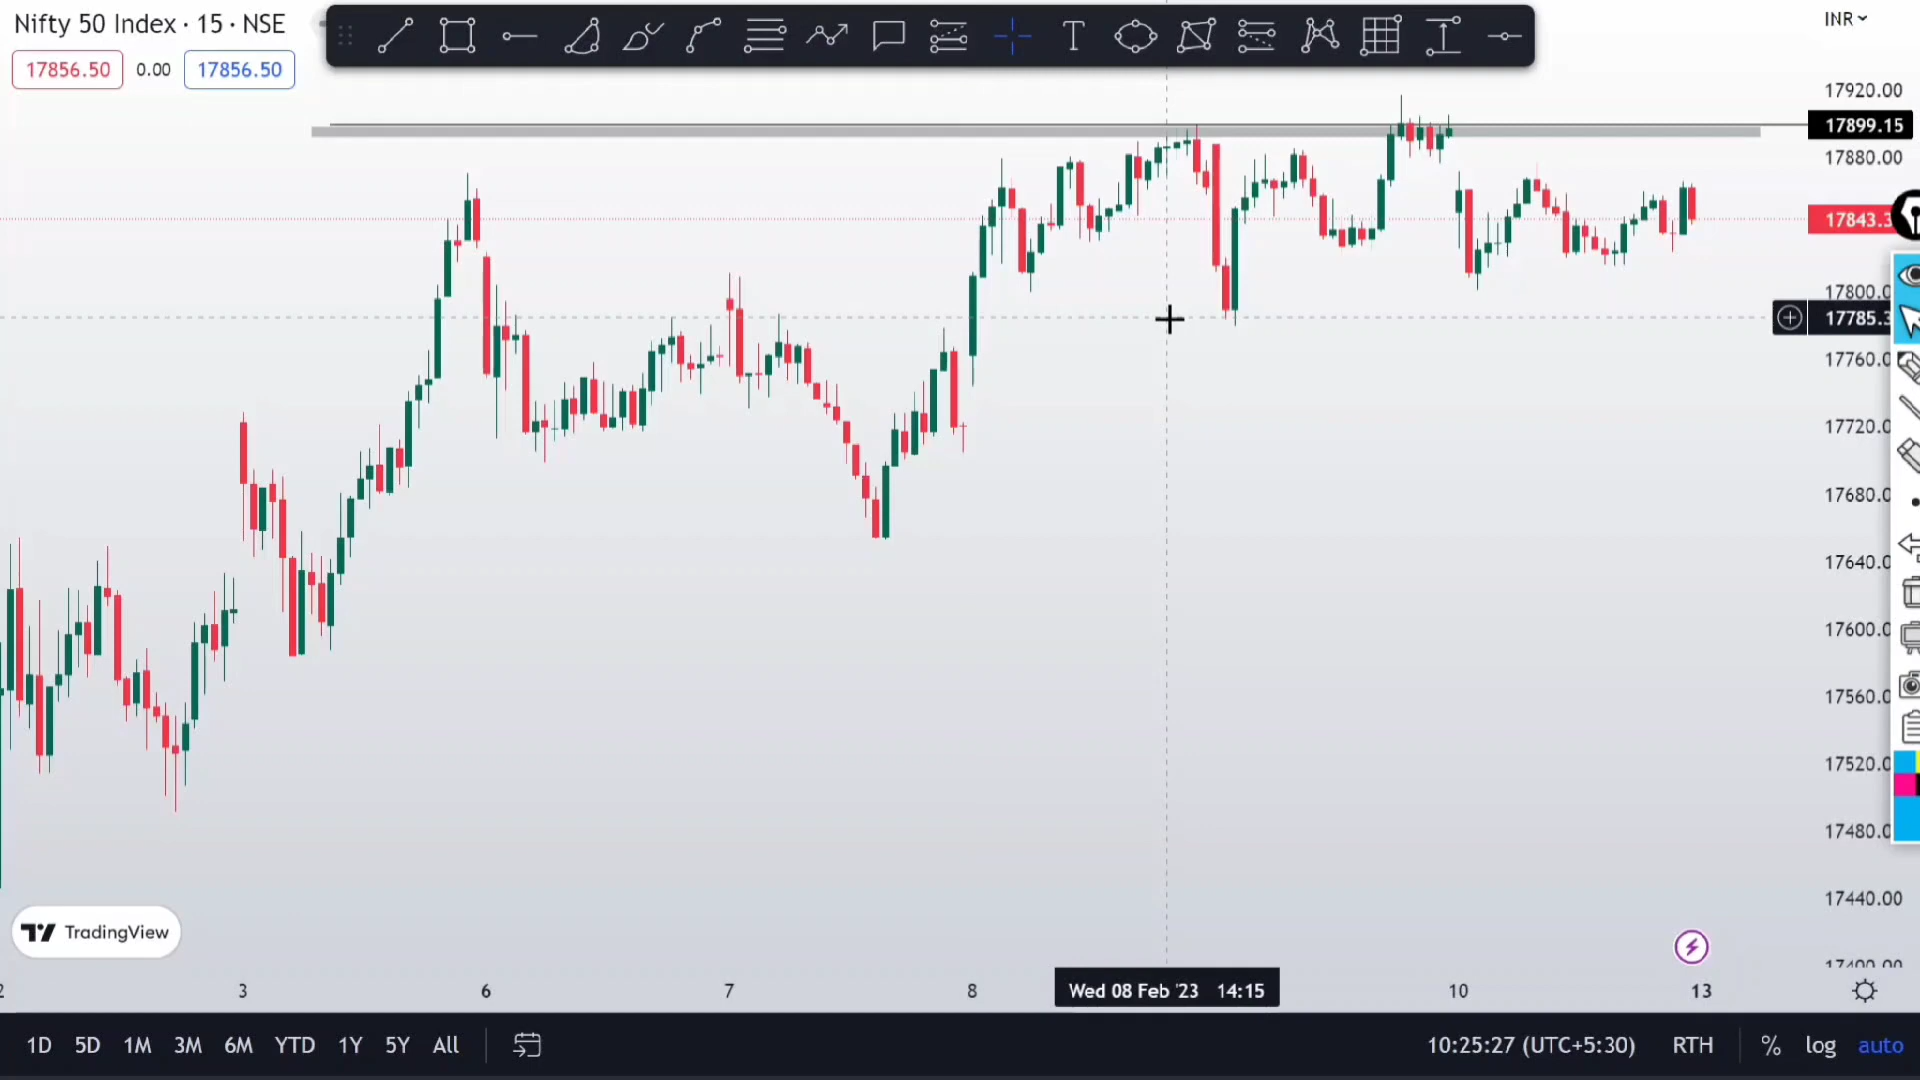 Nifty 50 Index · 15 · NSE
INR
17856.50 0.00 17856.50
17920.00
17899.15
17880.00
17843.3
17800.0
17785.3
17760.0
17720.0
17680.0
17640.0
17600.0
17560.0
17520.0
17480.0
17440.00
17400.00
TradingView
2 3 6 7 8 Wed 08 Feb '23 14:15 10 13
1D 5D 1M 3M 6M YTD 1Y 5Y All 10:25:27 (UTC+5:30) RTH % log auto